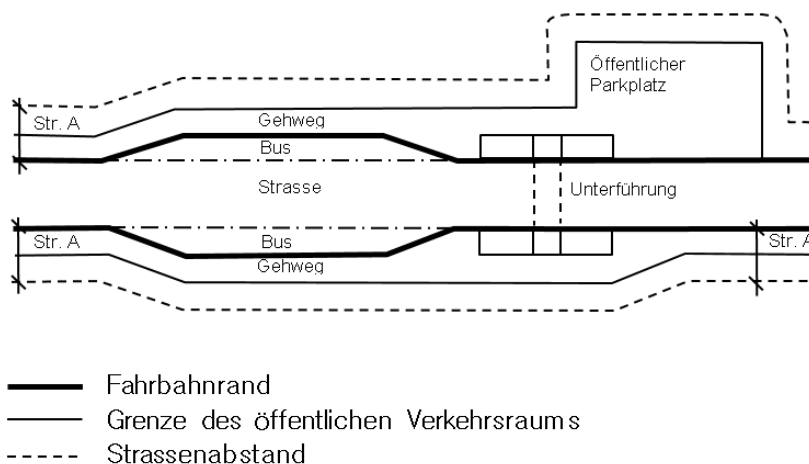 Öffentlicher
Parkplatz
Str. A
Gehweg
Bus
Strasse
Unterführung
Str. A
Bus
Str. A
Gehweg
Fahrbahnrand
Grenze des öffentlichen Verkehrsraums
Strassenabstand